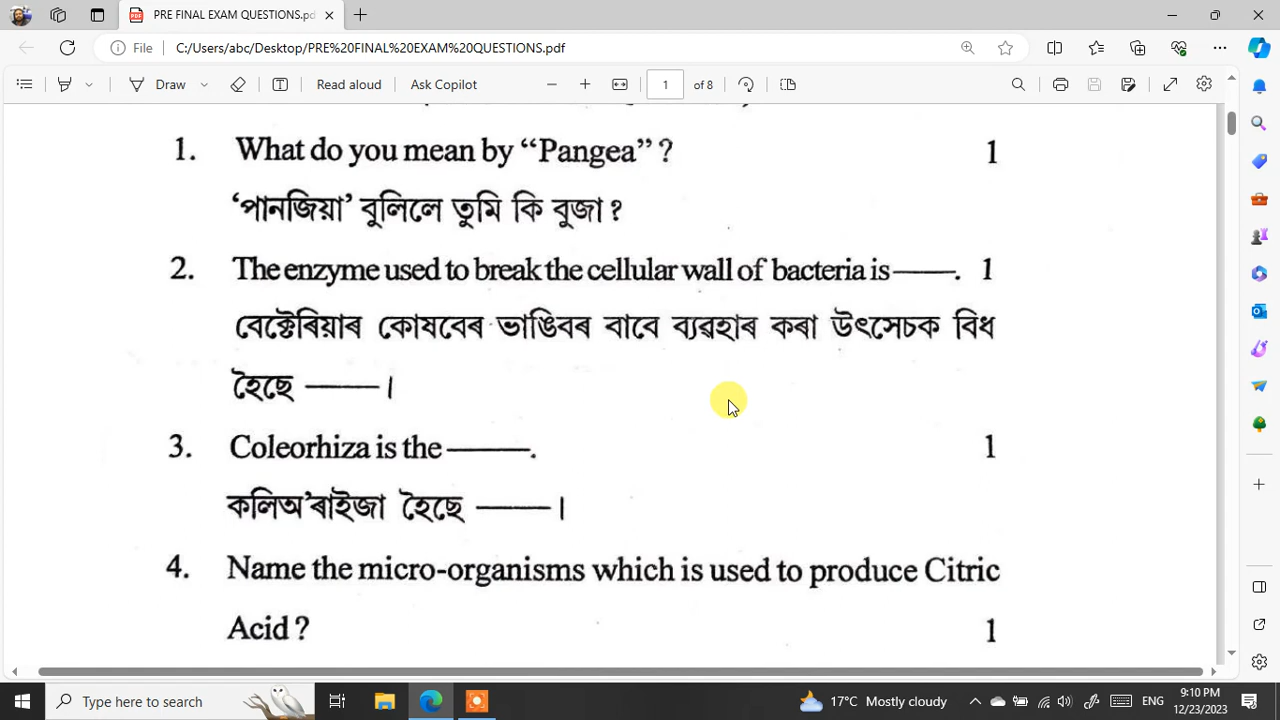 PRE FINAL EXAM QUESTIONS.pd
File C:/Users/abc/Desktop/PRE%20FINAL%20EXAM%20QUESTIONS.pdf
Draw Read aloud Ask Copilot 1 of 8
1. What do you mean by “Pangea” ? 1
‘পানজিয়া’ বুলিলে তুমি কি বুজা ?
2. The enzyme used to break the cellular wall of bacteria is ——. 1
বেক্টেৰিয়াৰ কোষবেৰ ভাঙিবৰ বাবে ব্যৱহাৰ কৰা উৎসেচক বিধ
হৈছে —— ।
3. Coleorhiza is the ——. 1
কলিঅ’ৰাইজা হৈছে —— ।
4. Name the micro-organisms which is used to produce Citric
Acid ? 1
Type here to search 17°C Mostly cloudy ENG 9:10 PM
12/23/2023